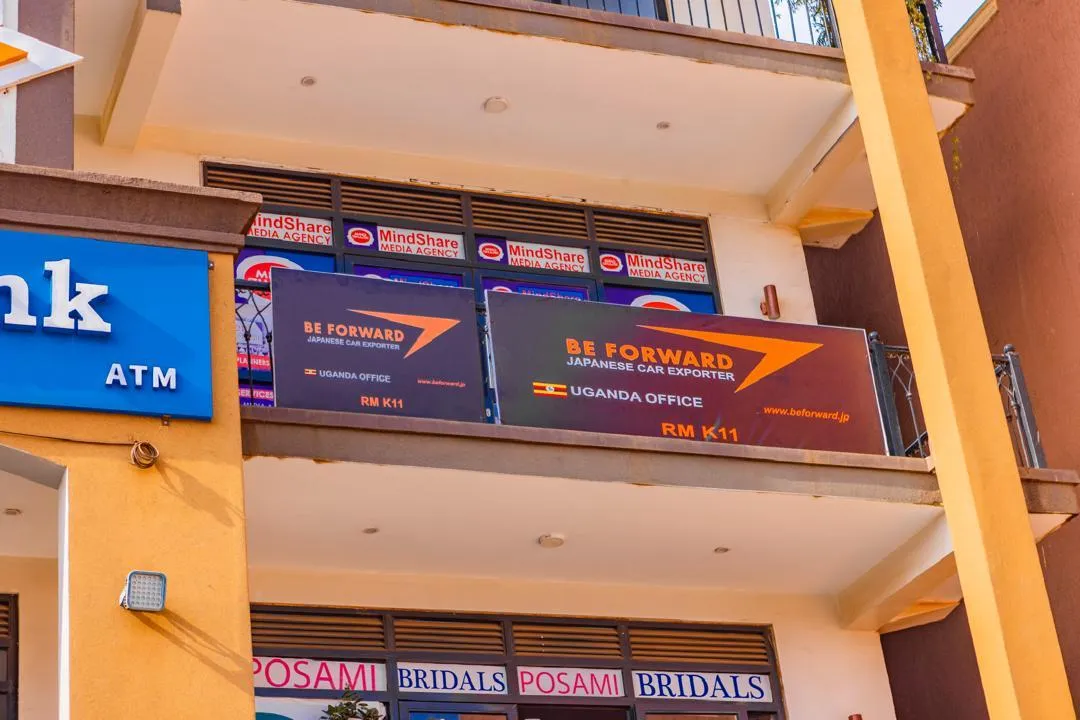 nk
ATM
MindShare
MEDIA AGENCY
MindShare
MEDIA AGENCY
MindShare
MEDIA AGENCY
MindShare
MEDIA AGENCY
BE FORWARD
JAPANESE CAR EXPORTER
UGANDA OFFICE
www.beforward.jp
RM K11
BE FORWARD
JAPANESE CAR EXPORTER
UGANDA OFFICE
www.beforward.jp
RM K11
POSAMI
BRIDALS
POSAMI
BRIDALS